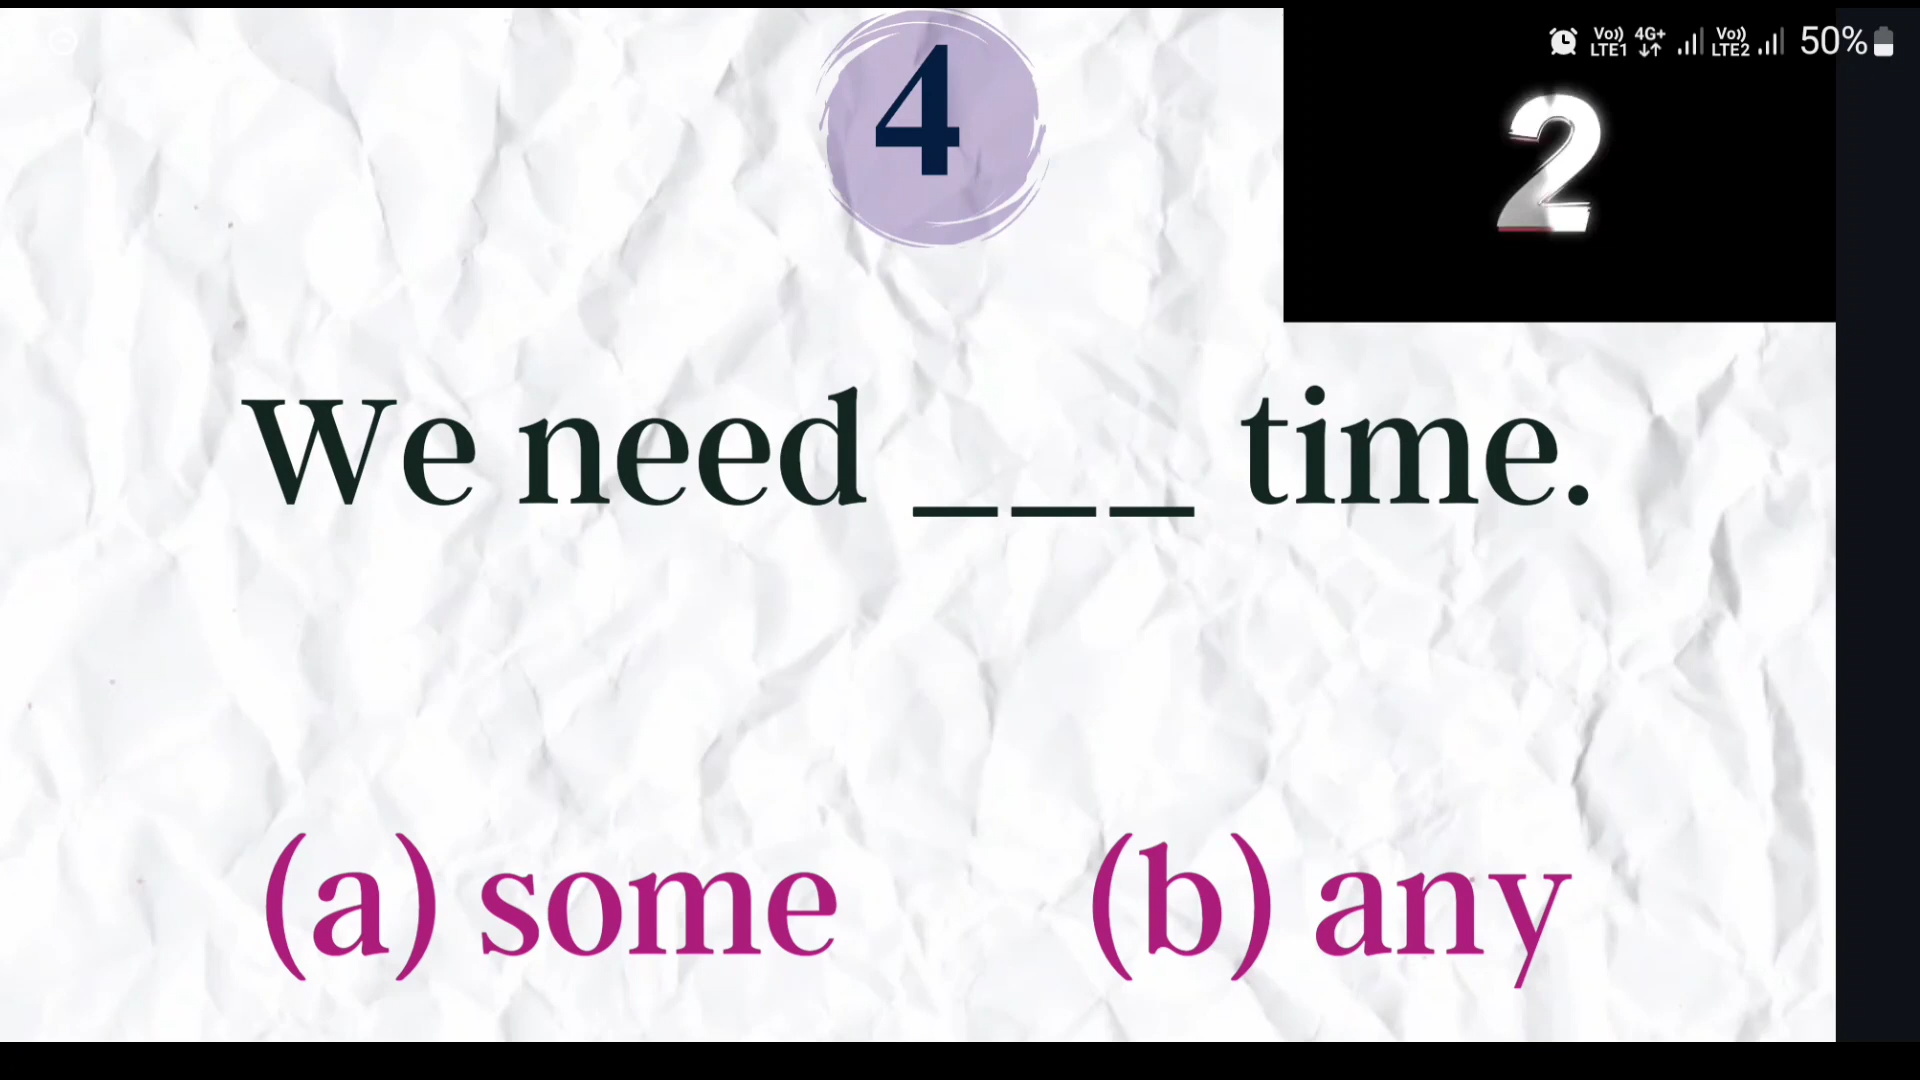 Vo)) 4G+ Vo)) 50%
LTE1 LTE2
4
2
We need ___ time.
(a) some (b) any